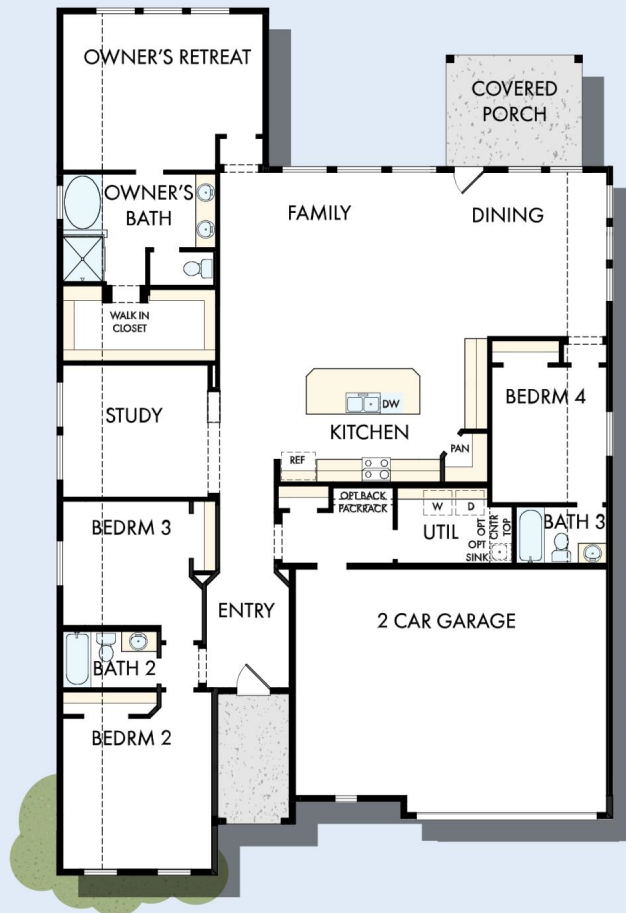 OWNER'S RETREAT
COVERED
PORCH
OWNER'S
BATH
FAMILY
DINING
WALK IN
CLOSET
STUDY
DW
BEDRM 4
KITCHEN
PAN
REF
OPT BACK
PACKRACK
W
D
UTIL
OPT
CNTR
TOP
OPT
SINK
BATH 3
BEDRM 3
ENTRY
2 CAR GARAGE
BATH 2
BEDRM 2